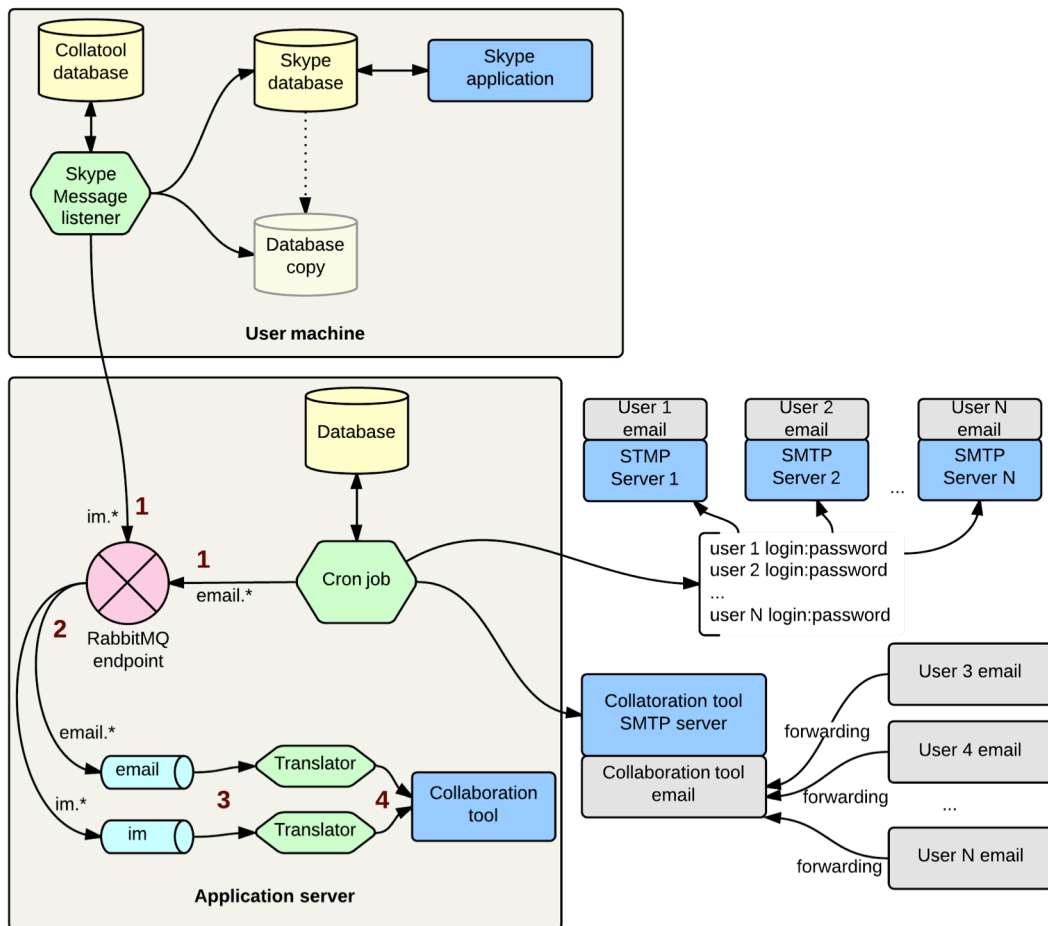 Collatool
database
Skype
database
Skype
application
Skype
Message
listener
Database
copy
User machine
Database
User 1
email
STMP
Server 1
User 2
email
SMTP
Server 2
...
User N
email
SMTP
Server N
im.*
1
1
email.*
Cron job
user 1 login:password
user 2 login:password
...
user N login:password
2
RabbitMQ
endpoint
Collatoration tool
SMTP server
Collaboration tool
email
User 3 email
forwarding
User 4 email
forwarding
...
User N email
forwarding
email.*
email
Translator
im.*
3
4
im
Translator
Collaboration
tool
Application server